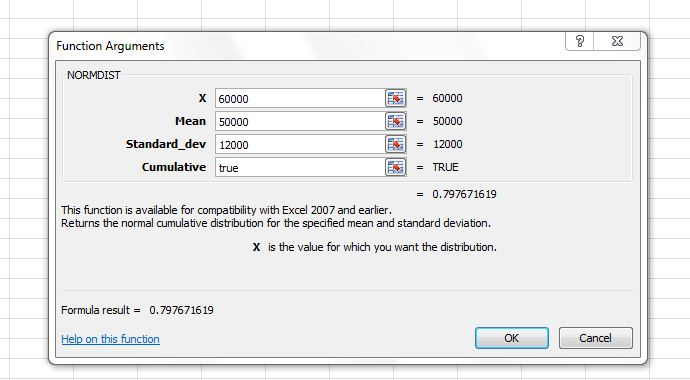 Function Arguments
NORMDIST
X 60000 = 60000
Mean 50000 = 50000
Standard_dev 12000 = 12000
Cumulative true = TRUE
= 0.797671619
This function is available for compatibility with Excel 2007 and earlier.
Returns the normal cumulative distribution for the specified mean and standard deviation.
X is the value for which you want the distribution.
Formula result = 0.797671619
Help on this function
OK Cancel